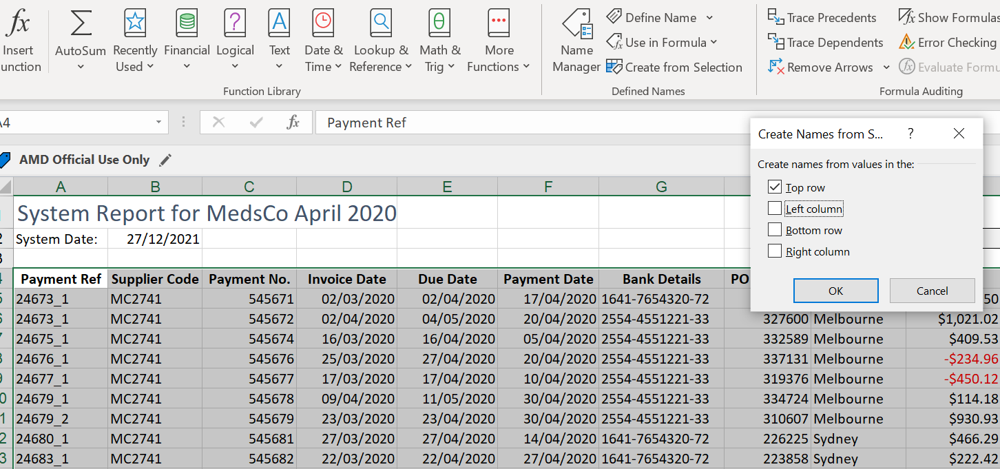 fx Σ ? A Q θ
Insert AutoSum Recently Financial Logical Text Date & Lookup & Math & More Name
unction Used Time Reference Trig Functions Manager
Function Library
Define Name
Use in Formula
Create from Selection
Defined Names
Trace Precedents Show Formulas
Trace Dependents Error Checking
Remove Arrows fx Evaluate Formu
Formula Auditing
A4 fx Payment Ref
AMD Official Use Only
Create Names from S... ?
Create names from values in the:
Top row
Left column
Bottom row
Right column
OK Cancel
A B C D E F G
System Report for MedsCo April 2020
2 System Date: 27/12/2021
3
4 Payment Ref Supplier Code Payment No. Invoice Date Due Date Payment Date Bank Details PO
5 24673_1 MC2741 545671 02/03/2020 02/04/2020 17/04/2020 1641-7654320-72 50
6 24673_1 MC2741 545672 02/04/2020 04/05/2020 20/04/2020 2554-4551221-33 327600 Melbourne $1,021.02
7 24675_1 MC2741 545674 16/03/2020 16/04/2020 05/04/2020 2554-4551221-33 332589 Melbourne $409.53
8 24676_1 MC2741 545676 25/03/2020 27/04/2020 20/04/2020 2554-4551221-33 337131 Melbourne -$234.96
9 24677_1 MC2741 545677 17/03/2020 17/04/2020 10/04/2020 2554-4551221-33 319376 Melbourne -$450.12
0 24679_1 MC2741 545678 09/04/2020 11/05/2020 30/04/2020 2554-4551221-33 334724 Melbourne $114.18
1 24679_2 MC2741 545679 23/03/2020 23/04/2020 30/04/2020 2554-4551221-33 310607 Melbourne $930.93
2 24680_1 MC2741 545681 27/03/2020 27/04/2020 14/04/2020 1641-7654320-72 226225 Sydney $466.29
3 24683_1 MC2741 545682 22/03/2020 22/04/2020 27/04/2020 1641-7654320-72 223858 Sydney $222.42